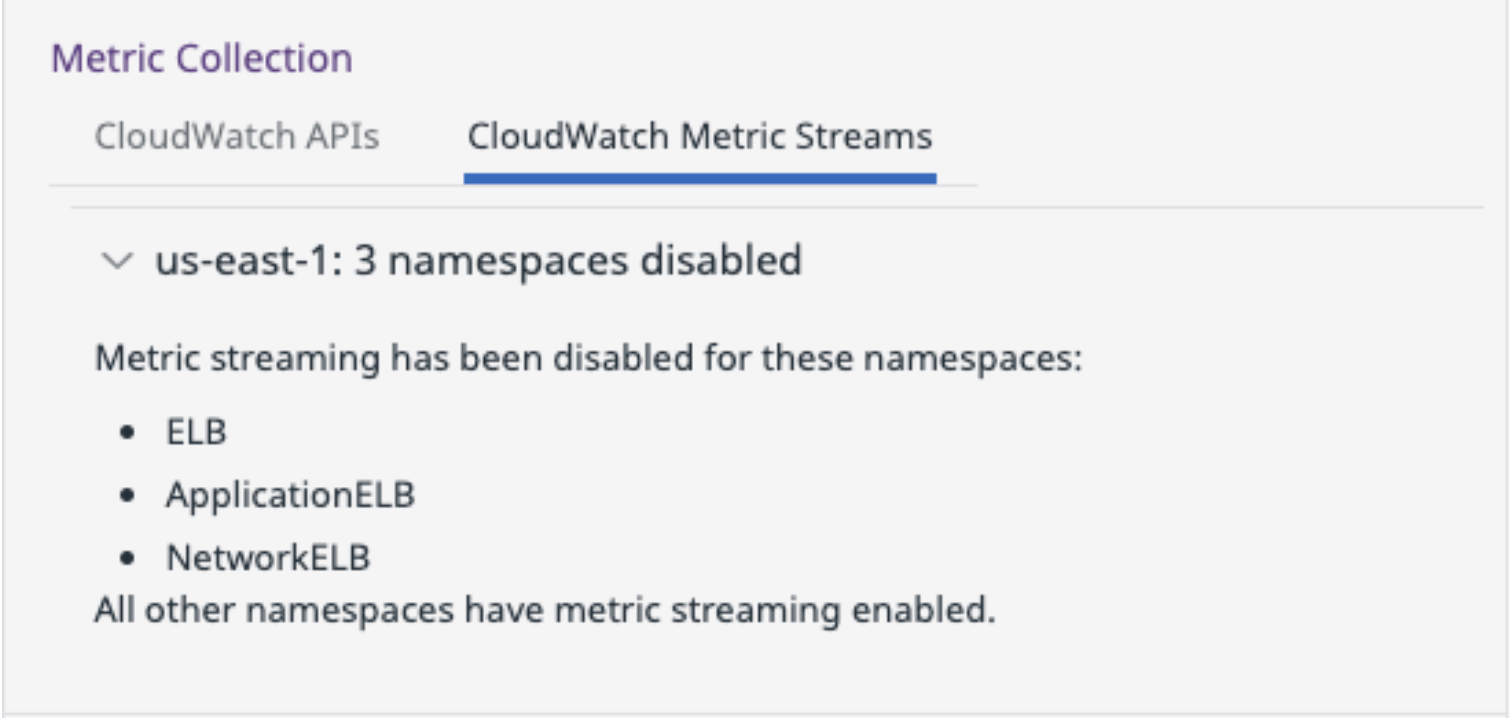 Metric Collection
CloudWatch APIs CloudWatch Metric Streams
us-east-1: 3 namespaces disabled
Metric streaming has been disabled for these namespaces:
• ELB
• ApplicationELB
• NetworkELB
All other namespaces have metric streaming enabled.